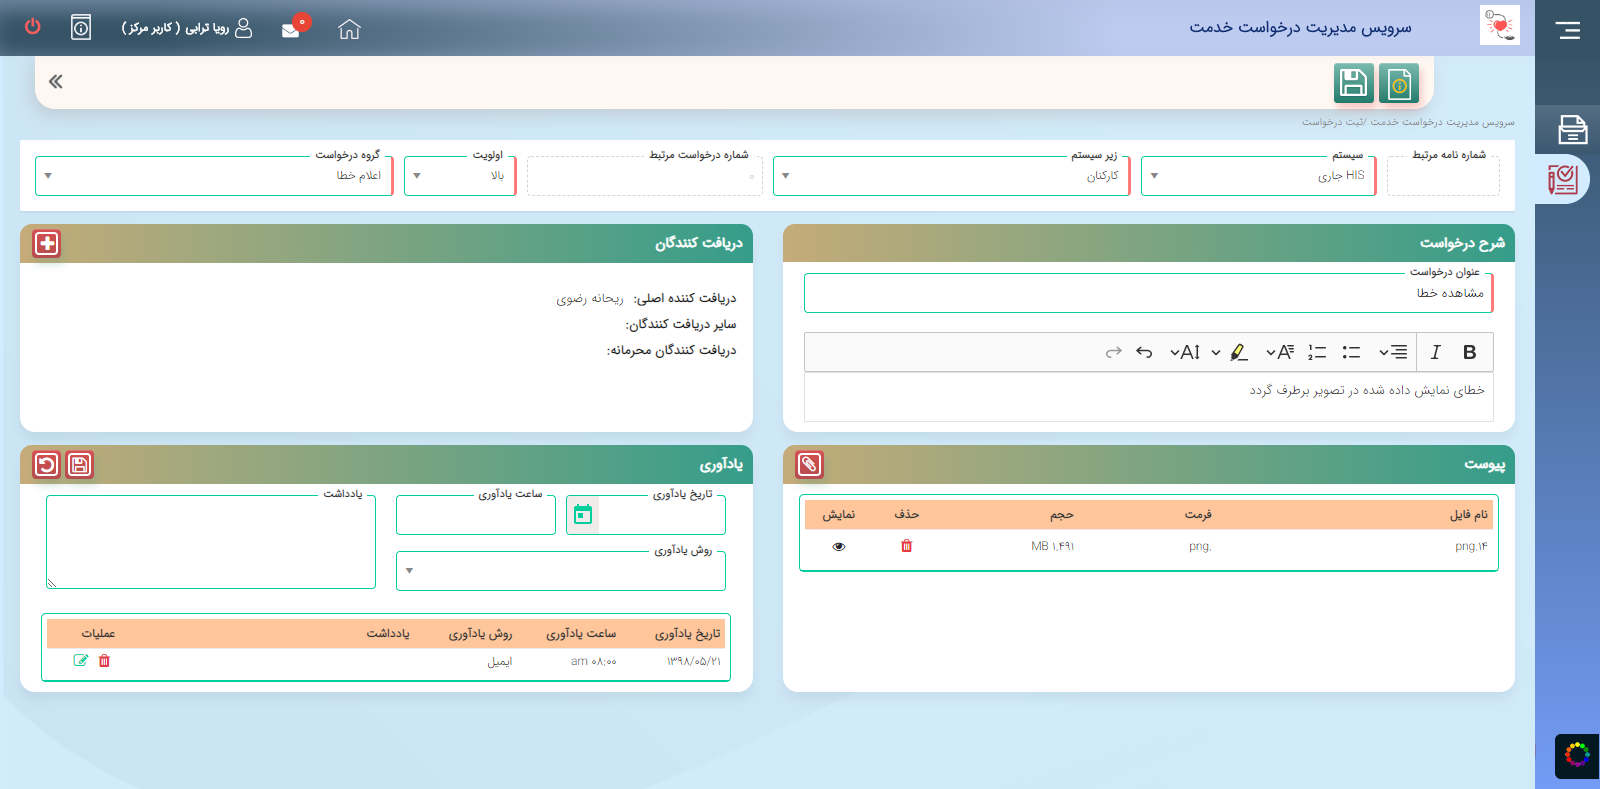 سرویس مدیریت درخواست خدمت
۰
رویا ترابی ( کاربر مرکز )
سرویس مدیریت درخواست خدمت /ثبت درخواست
شماره نامه مرتبط
سیستم
HIS جاری
زیر سیستم
کارکنان
شماره درخواست مرتبط
۰
اولویت
بالا
گروه درخواست
اعلام خطا
شرح درخواست
عنوان درخواست
مشاهده خطا
B I
خطای نمایش داده شده در تصویر برطرف گردد
دریافت کنندگان
دریافت کننده اصلی: ریحانه رضوی
سایر دریافت کنندگان:
دریافت کنندگان محرمانه:
پیوست
نام فایل فرمت حجم حذف نمایش
۱۴.png .png ۱.۴۹۱ MB
یادآوری
تاریخ یادآوری
ساعت یادآوری
یادداشت
روش یادآوری
تاریخ یادآوری ساعت یادآوری روش یادآوری یادداشت عملیات
۱۳۹۸/۰۵/۲۱ ۰۸:۰۰ am ایمیل